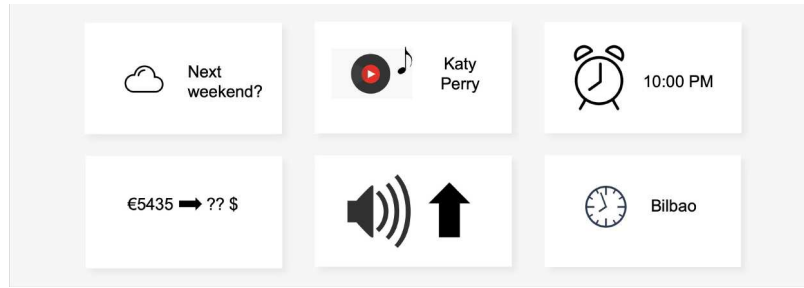 Next
weekend?
Katy
Perry
10:00 PM
€5435 ➡ ?? $
Bilbao